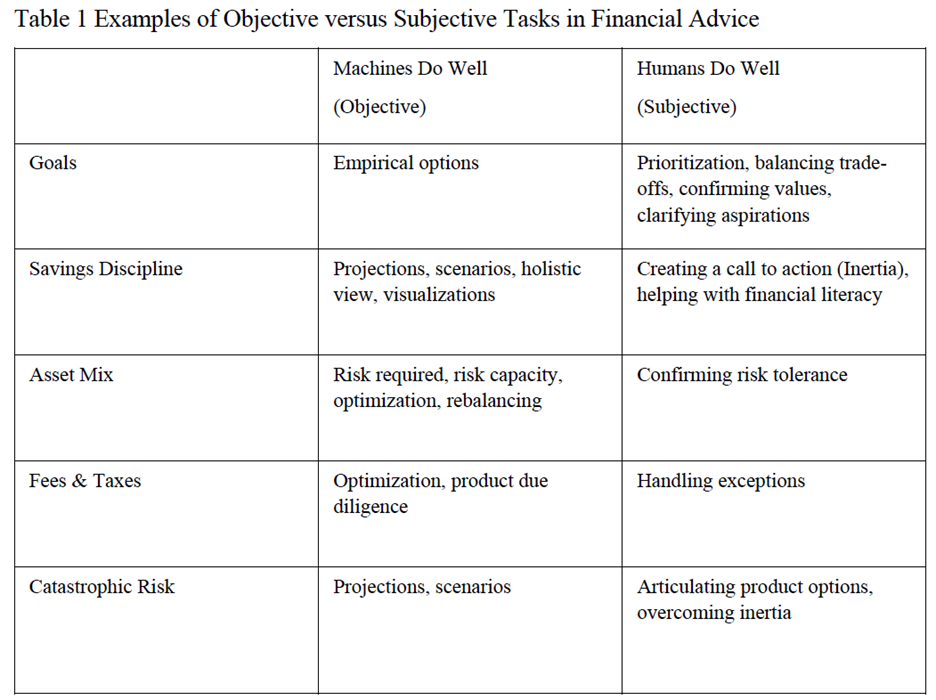 Table 1 Examples of Objective versus Subjective Tasks in Financial Advice
Machines Do Well
(Objective)
Humans Do Well
(Subjective)
Goals
Empirical options
Prioritization, balancing trade-
offs, confirming values,
clarifying aspirations
Savings Discipline
Projections, scenarios, holistic
view, visualizations
Creating a call to action (Inertia),
helping with financial literacy
Asset Mix
Risk required, risk capacity,
optimization, rebalancing
Confirming risk tolerance
Fees & Taxes
Optimization, product due
diligence
Handling exceptions
Catastrophic Risk
Projections, scenarios
Articulating product options,
overcoming inertia